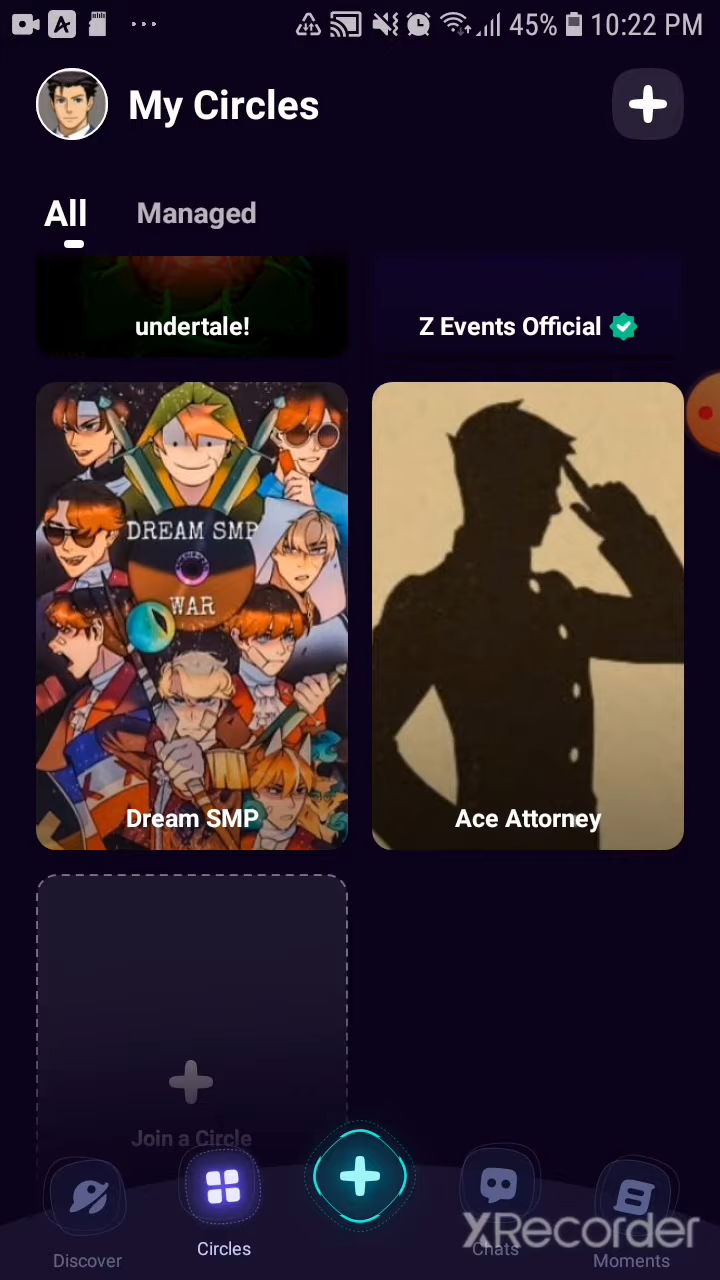 45% 10:22 PM
My Circles
All Managed
undertale! Z Events Official
DREAM SMP
WAR
Dream SMP Ace Attorney
Join a Circle
Discover Circles Chats Moments
XRecorder